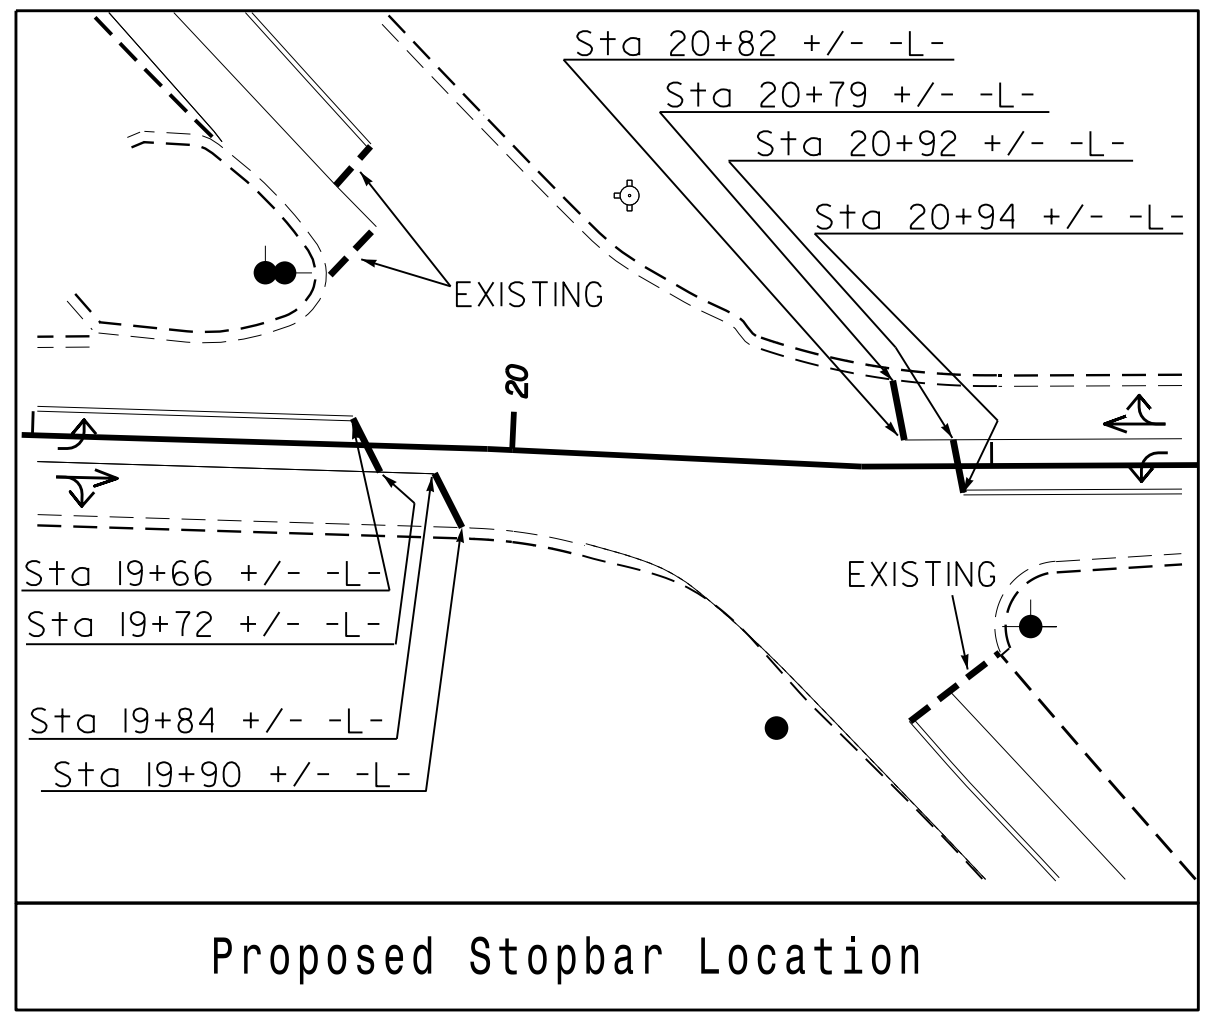 Sta 20+82 +/- -L-
Sta 20+79 +/- -L-
Sta 20+92 +/- -L-
Sta 20+94 +/- -L-
EXISTING
20
Sta 19+66 +/- -L-
Sta 19+72 +/- -L-
EXISTING
Sta 19+84 +/- -L-
Sta 19+90 +/- -L-
Proposed Stopbar Location